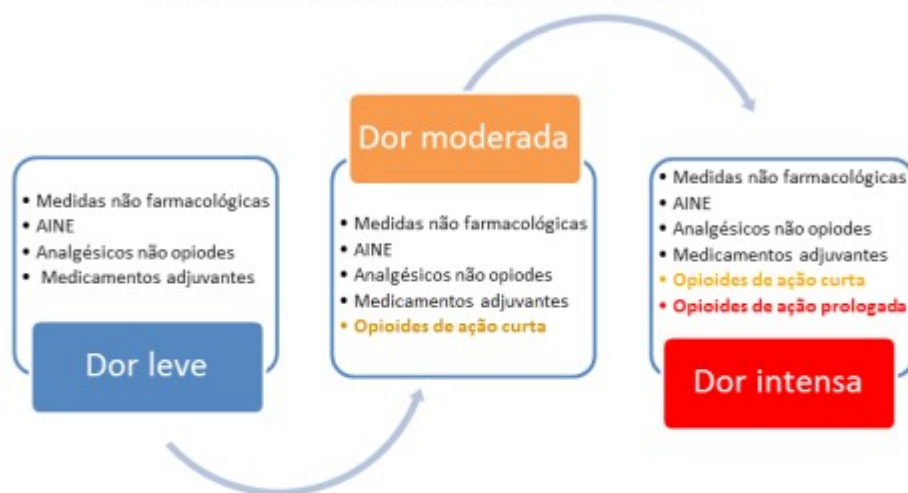 • Medidas não farmacológicas
• AINE
• Analgésicos não opiodes
• Medicamentos adjuvantes
Dor leve
Dor moderada
• Medidas não farmacológicas
• AINE
• Analgésicos não opiodes
• Medicamentos adjuvantes
• Opioides de ação curta
• Medidas não farmacológicas
• AINE
• Analgésicos não opiodes
• Medicamentos adjuvantes
• Opioides de ação curta
• Opioides de ação prologada
Dor intensa